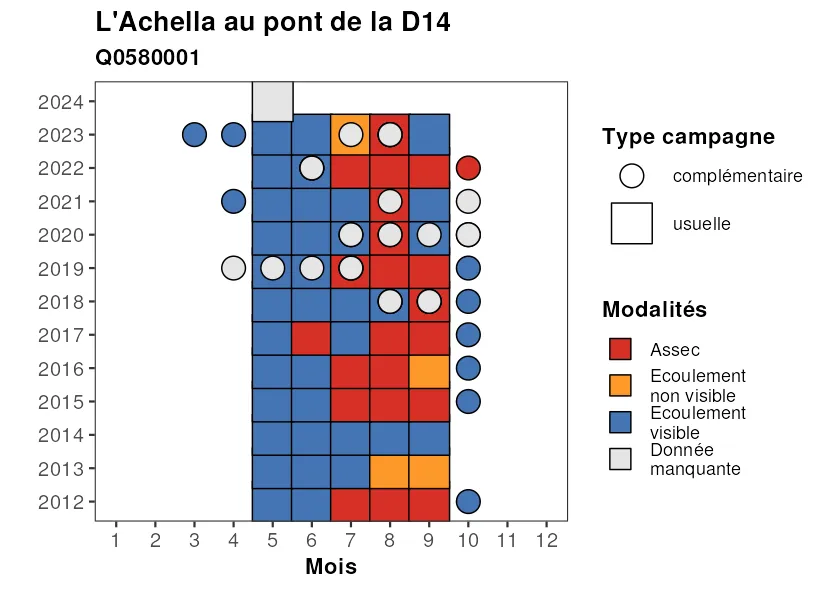 L'Achella au pont de la D14
Q0580001
2024
2023
2022
2021
2020
2019
2018
2017
2016
2015
2014
2013
2012
1 2 3 4 5 6 7 8 9 10 11 12
Mois
Type campagne
complémentaire
usuelle
Modalités
Assec
Ecoulement
non visible
Ecoulement
visible
Donnée
manquante